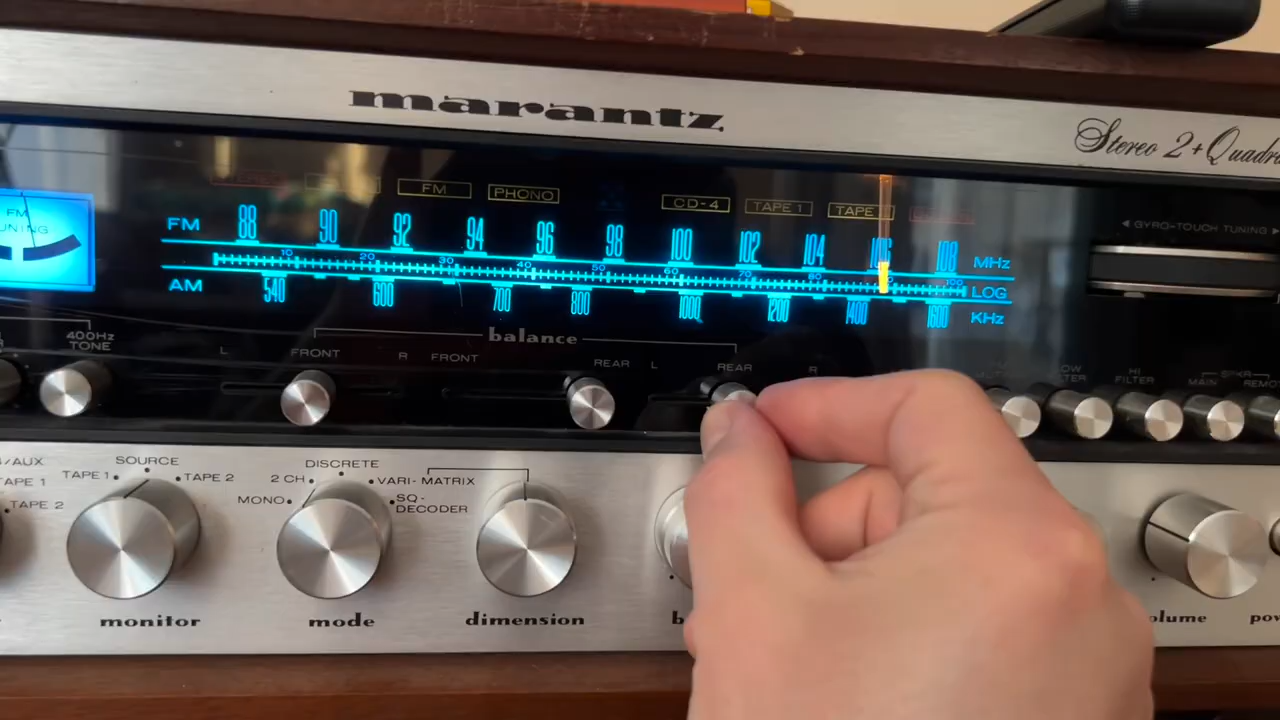 marantz
Stereo 2 + Quadra
FM PHONO CD-4 TAPE 1 TAPE
FM TUNING
GYRO-TOUCH TUNING
FM 88 90 92 94 96 98 100 102 104 106 108 MHz
10 20 30 40 50 60 70 80 100 LOG
AM 540 600 700 800 1000 1200 1400 1600 KHz
400Hz TONE
balance
L FRONT R FRONT REAR L REAR R
HI FILTER
MAIN SPKR REMO
/AUX
TAPE 1
TAPE 2
TAPE 1 SOURCE TAPE 2
MONO 2 CH DISCRETE VARI-MATRIX SQ-DECODER
monitor mode dimension b olume pow